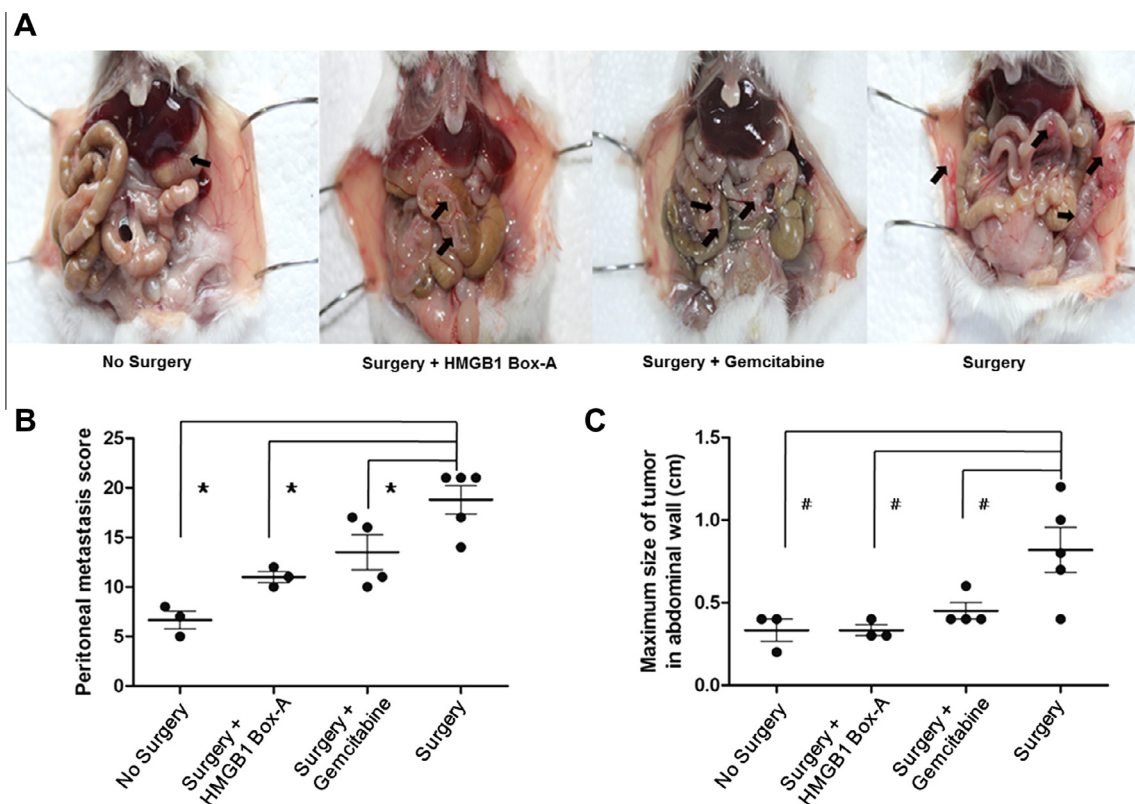 A
No Surgery
Surgery + HMGB1 Box-A
Surgery + Gemcitabine
Surgery
B
Peritoneal metastasis score
25
20
15
10
5
0
*
*
*
No Surgery
Surgery +
HMGB1 Box-A
Surgery +
Gemcitabine
Surgery
C
Maximum size of tumor
in abdominal wall (cm)
1.5
1.0
0.5
0.0
#
#
#
No Surgery
Surgery +
HMGB1 Box-A
Surgery +
Gemcitabine
Surgery